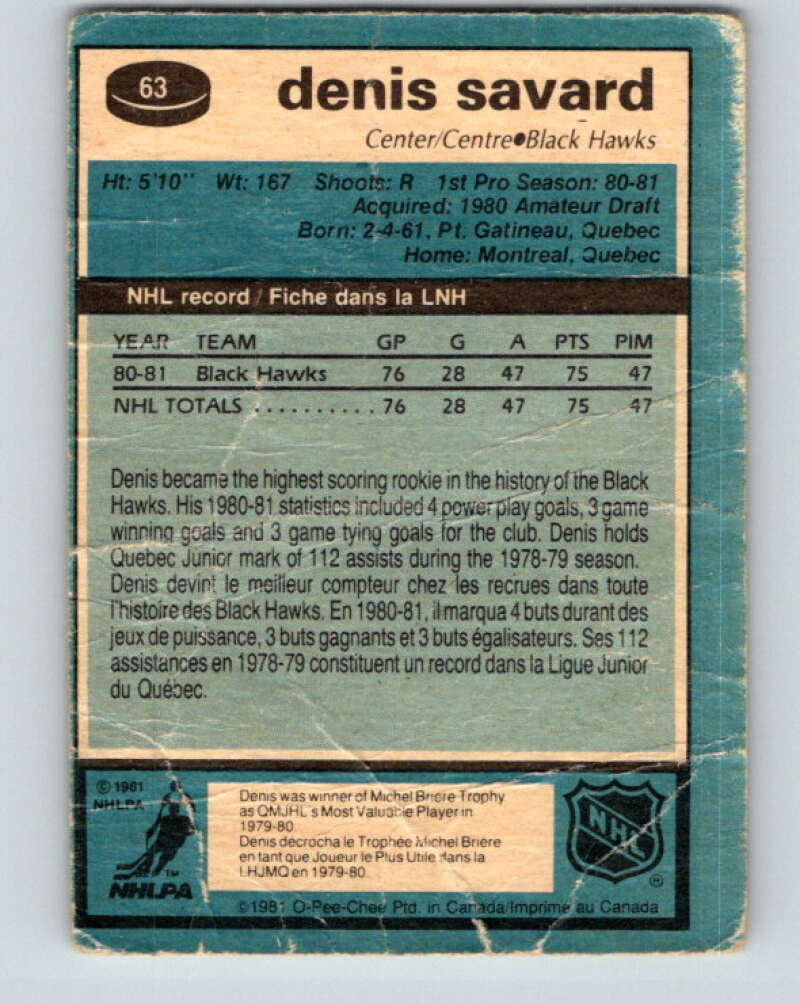 63
denis savard
Center/Centre●Black Hawks
Ht: 5'10" Wt: 167 Shoots: R 1st Pro Season: 80-81
Acquired: 1980 Amateur Draft
Born: 2-4-61, Pt. Gatineau, Quebec
Home: Montreal, Quebec
NHL record / Fiche dans la LNH
YEAR TEAM GP G A PTS PIM
80-81 Black Hawks 76 28 47 75 47
NHL TOTALS .......... 76 28 47 75 47
Denis became the highest scoring rookie in the history of the Black
Hawks. His 1980-81 statistics included 4 power play goals, 3 game
winning goals and 3 game tying goals for the club. Denis holds
Quebec Junior mark of 112 assists during the 1978-79 season.
Denis devint le meilleur compteur chez les recrues dans toute
l'histoire des Black Hawks. En 1980-81, il marqua 4 buts durant des
jeux de puissance, 3 buts gagnants et 3 buts égalisateurs. Ses 112
assistances en 1978-79 constituent un record dans la Ligue Junior
du Québec.
© 1981
NHLPA
TM
NHLPA
Denis was winner of Michel Briere Trophy
as QMJHL's Most Valuable Player in
1979-80.
Denis decrocha le Trophée Michel Brière
en tant que Joueur le Plus Utile dans la
LHJMQ en 1979-80.
NHL
®
© 1981 O-Pee-Chee Ptd. in Canada/Imprimé au Canada